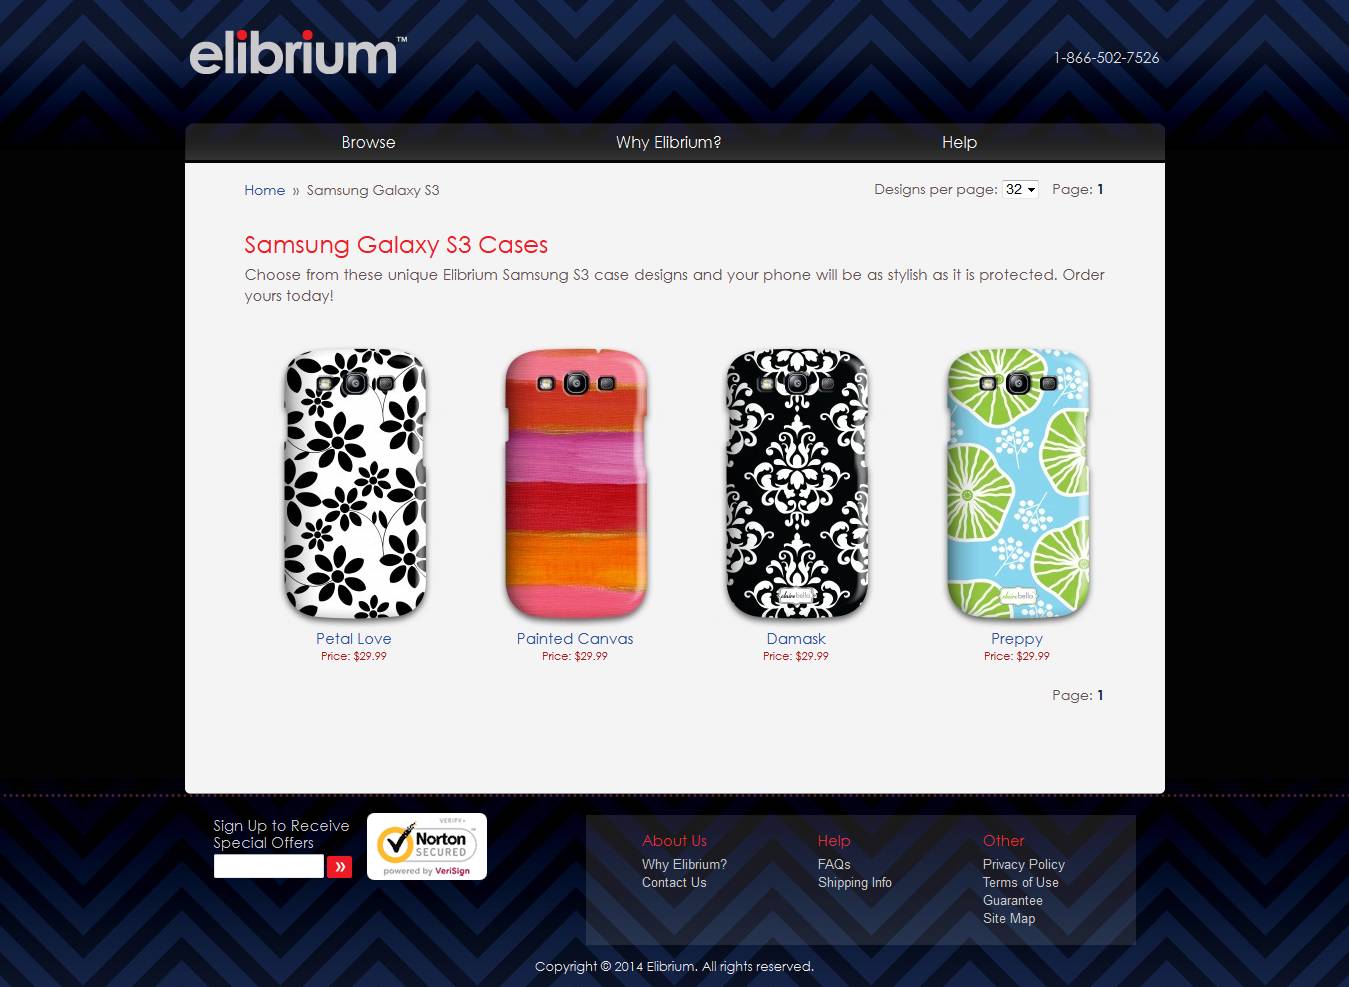 elibrium™
1-866-502-7526
Browse Why Elibrium? Help
Home » Samsung Galaxy S3
Designs per page: 32 Page: 1
Samsung Galaxy S3 Cases
Choose from these unique Elibrium Samsung S3 case designs and your phone will be as stylish as it is protected. Order
yours today!
clairebella
clairebella
Petal Love
Price: $29.99
Painted Canvas
Price: $29.99
Damask
Price: $29.99
Preppy
Price: $29.99
Page: 1
Sign Up to Receive
Special Offers
»
VERIFY▸
Norton™
SECURED
powered by VeriSign
About Us
Why Elibrium?
Contact Us
Help
FAQs
Shipping Info
Other
Privacy Policy
Terms of Use
Guarantee
Site Map
Copyright © 2014 Elibrium. All rights reserved.